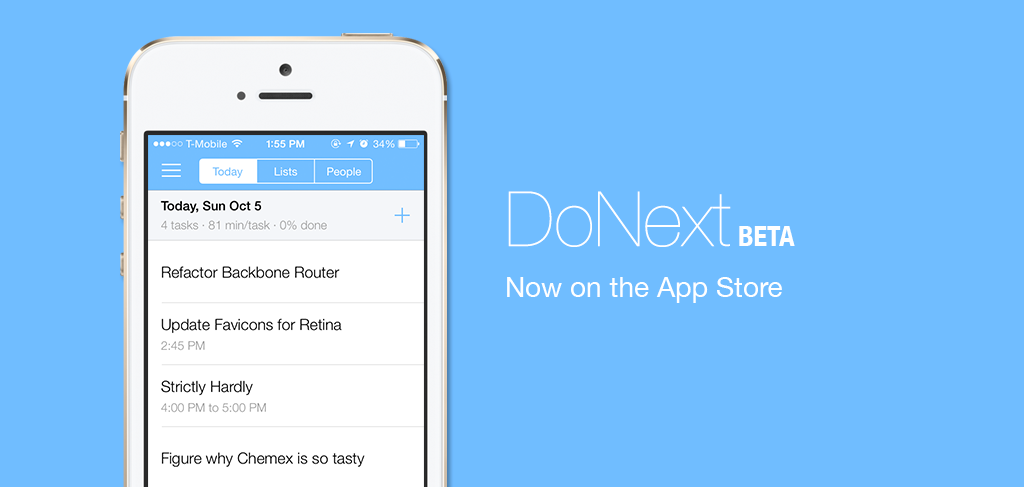 T-Mobile 1:55 PM 34%
Today Lists People
Today, Sun Oct 5
4 tasks · 81 min/task · 0% done
+
Refactor Backbone Router
Update Favicons for Retina
2:45 PM
Strictly Hardly
4:00 PM to 5:00 PM
Figure why Chemex is so tasty
DoNext BETA
Now on the App Store